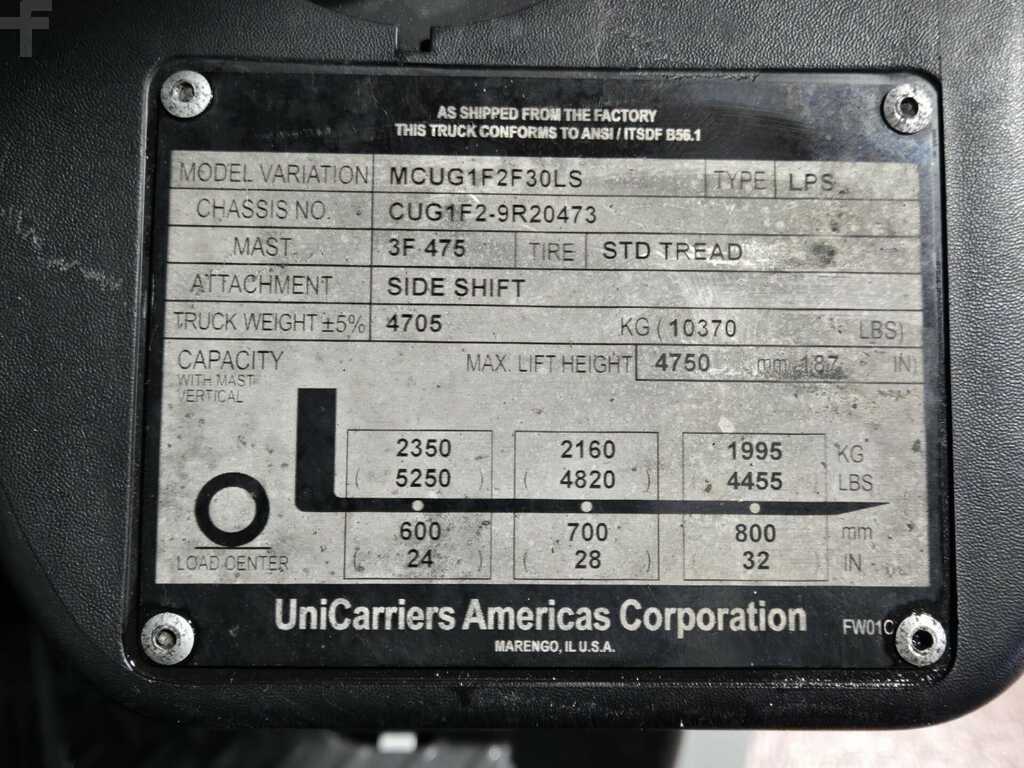 AS SHIPPED FROM THE FACTORY
THIS TRUCK CONFORMS TO ANSI / ITSDF B56.1
MODEL VARIATION MCUG1F2F30LS TYPE LPS
CHASSIS NO. CUG1F2-9R20473
MAST. 3F 475 TIRE STD TREAD
ATTACHMENT SIDE SHIFT
TRUCK WEIGHT ±5% 4705 KG ( 10370 LBS)
CAPACITY MAX. LIFT HEIGHT 4750 mm 187 IN)
WITH MAST
VERTICAL
2350 2160 1995 KG
( 5250 ) ( 4820 ) ( 4455 ) LBS
600 700 800 mm
LOAD CENTER ( 24 ) ( 28 ) ( 32 ) IN
UniCarriers Americas Corporation FW01C
MARENGO, IL U.S.A.